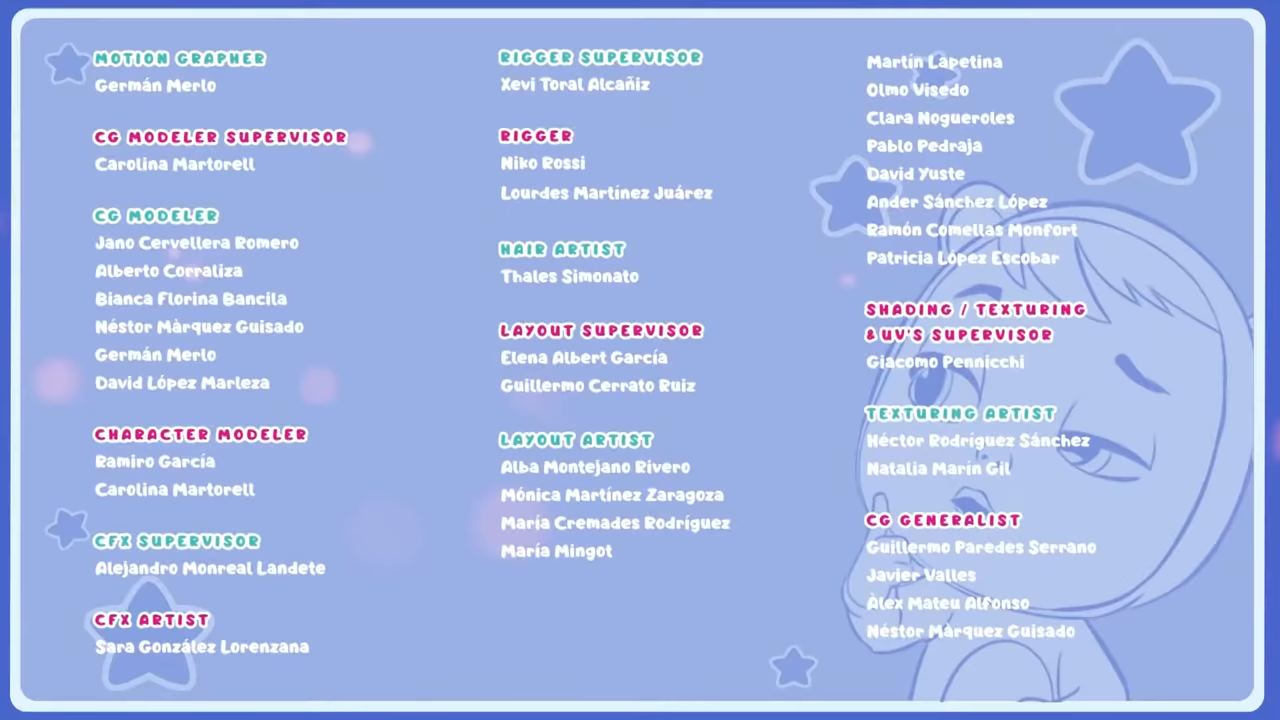 MOTION GRAPHER
Germán Merlo
CG MODELER SUPERVISOR
Carolina Martorell
CG MODELER
Jano Cervellera Romero
Alberto Corraliza
Bianca Florina Bancila
Néstor Màrquez Guisado
Germán Merlo
David López Marleza
CHARACTER MODELER
Ramiro García
Carolina Martorell
CFX SUPERVISOR
Alejandro Monreal Landete
CFX ARTIST
Sara González Lorenzana
RIGGER SUPERVISOR
Xevi Toral Alcañiz
RIGGER
Niko Rossi
Lourdes Martínez Juárez
HAIR ARTIST
Thales Simonato
LAYOUT SUPERVISOR
Elena Albert García
Guillermo Cerrato Ruiz
LAYOUT ARTIST
Alba Montejano Rivero
Mónica Martínez Zaragoza
María Cremades Rodríguez
María Mingot
Martín Lapetina
Olmo Visedo
Clara Nogueroles
Pablo Pedraja
David Yuste
Ander Sánchez López
Ramón Comellas Monfort
Patricia López Escobar
SHADING / TEXTURING
& UV'S SUPERVISOR
Giacomo Pennicchi
TEXTURING ARTIST
Héctor Rodríguez Sánchez
Natalia Marín Gil
CG GENERALIST
Guillermo Paredes Serrano
Javier Valles
Àlex Mateu Alfonso
Néstor Màrquez Guisado